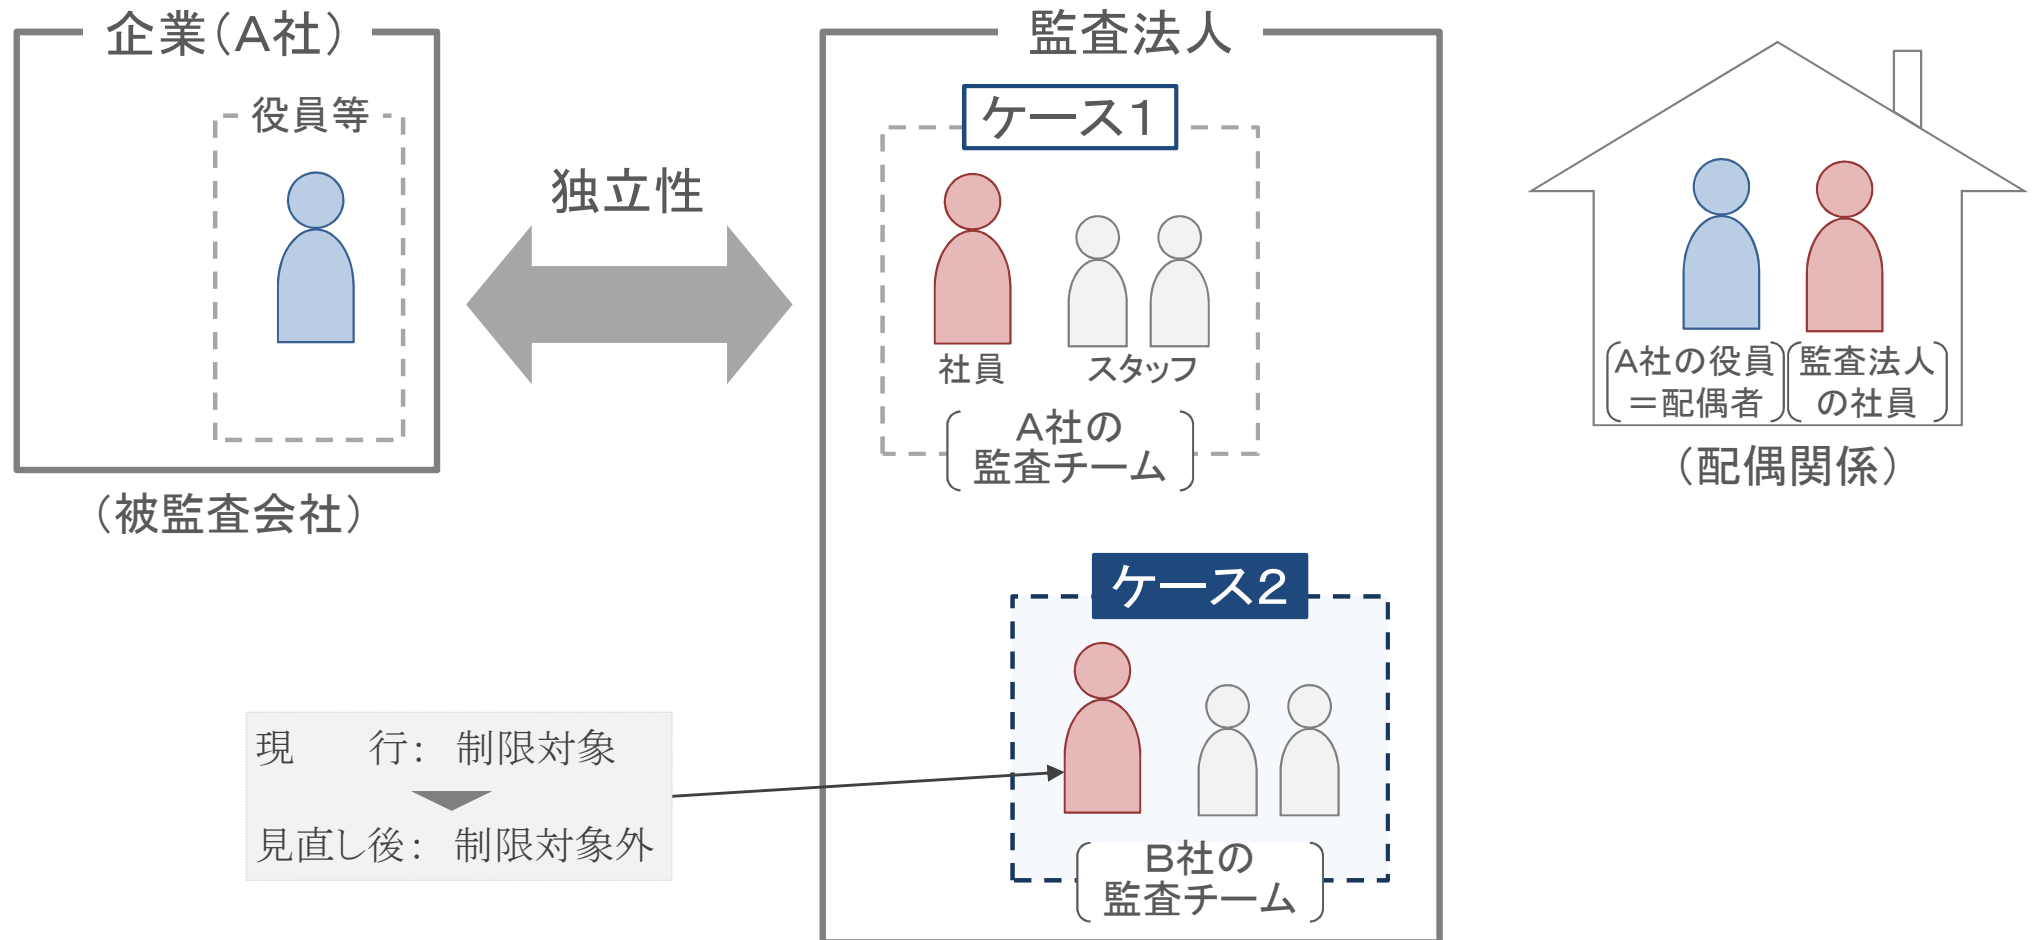 企業（A社）
役員等
（被監査会社）
独立性
監査法人
ケース１
社員
スタッフ
A社の
監査チーム
ケース２
B社の
監査チーム
A社の役員
＝配偶者
監査法人
の社員
（配偶関係）
現　　行： 制限対象
見直し後： 制限対象外